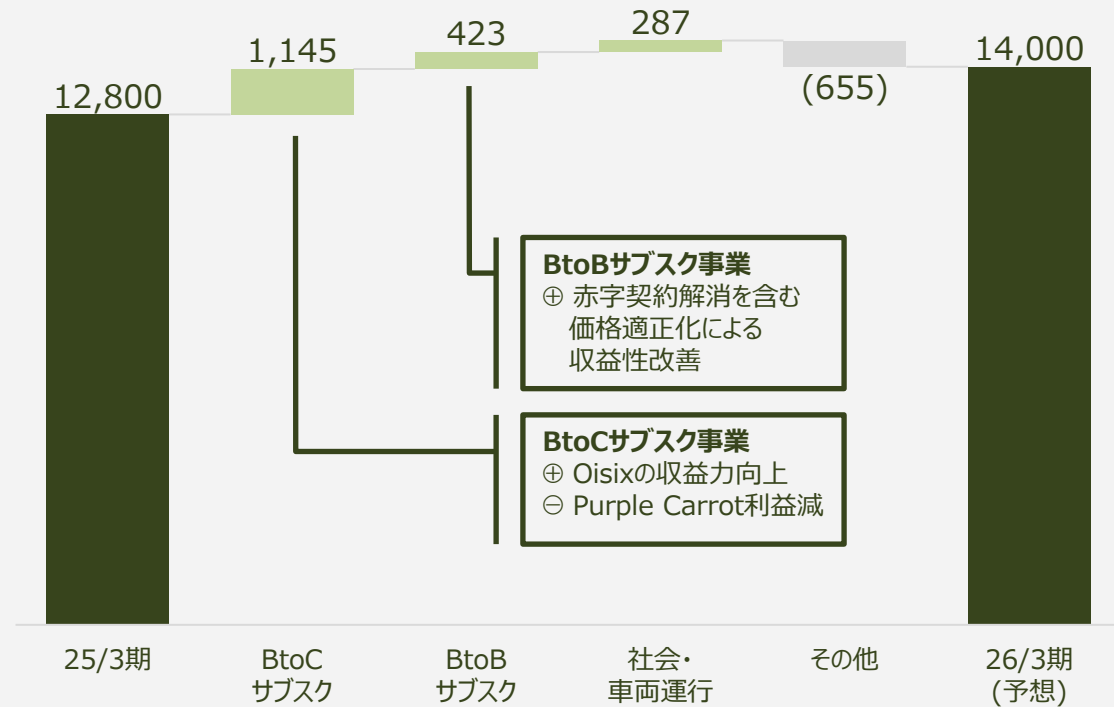 12,800
1,145
423
287
(655)
14,000
BtoBサブスク事業
⊕ 赤字契約解消を含む
価格適正化による
収益性改善
BtoCサブスク事業
⊕ Oisixの収益力向上
⊖ Purple Carrot利益減
25/3期
BtoC
サブスク
BtoB
サブスク
社会・
車両運行
その他
26/3期
(予想)